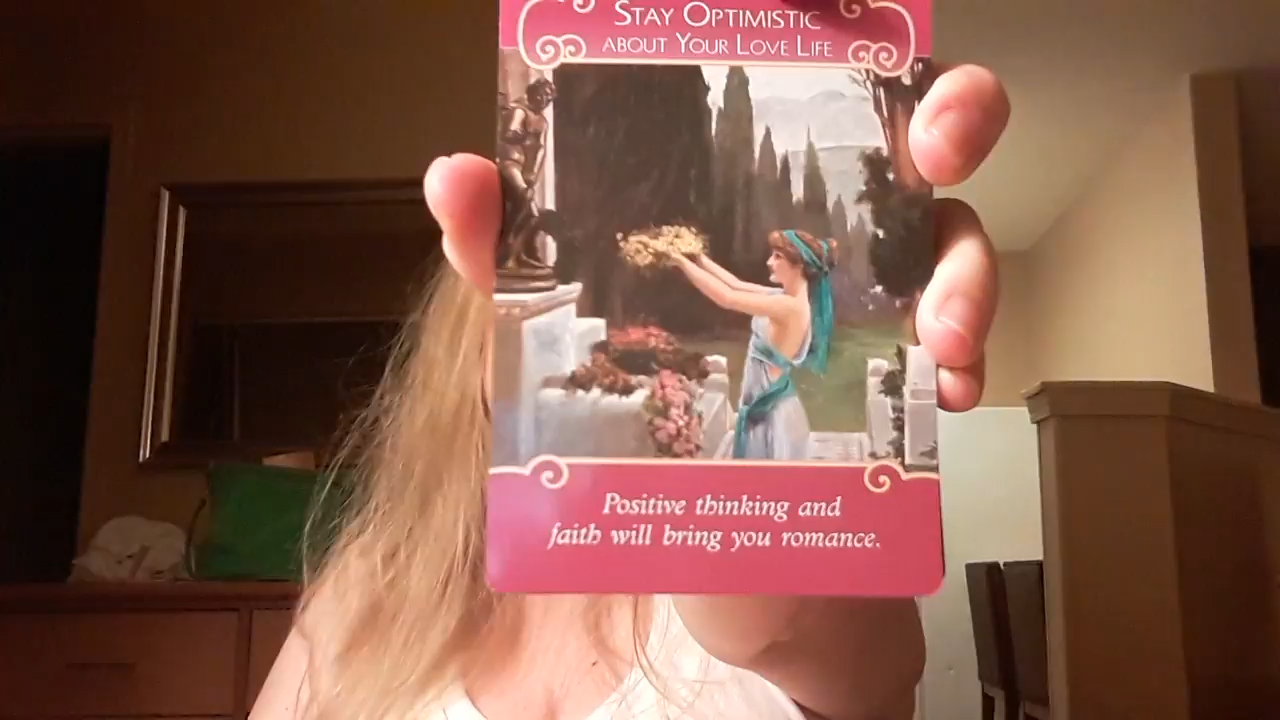 STAY OPTIMISTIC
ABOUT YOUR LOVE LIFE
Positive thinking and
faith will bring you romance.